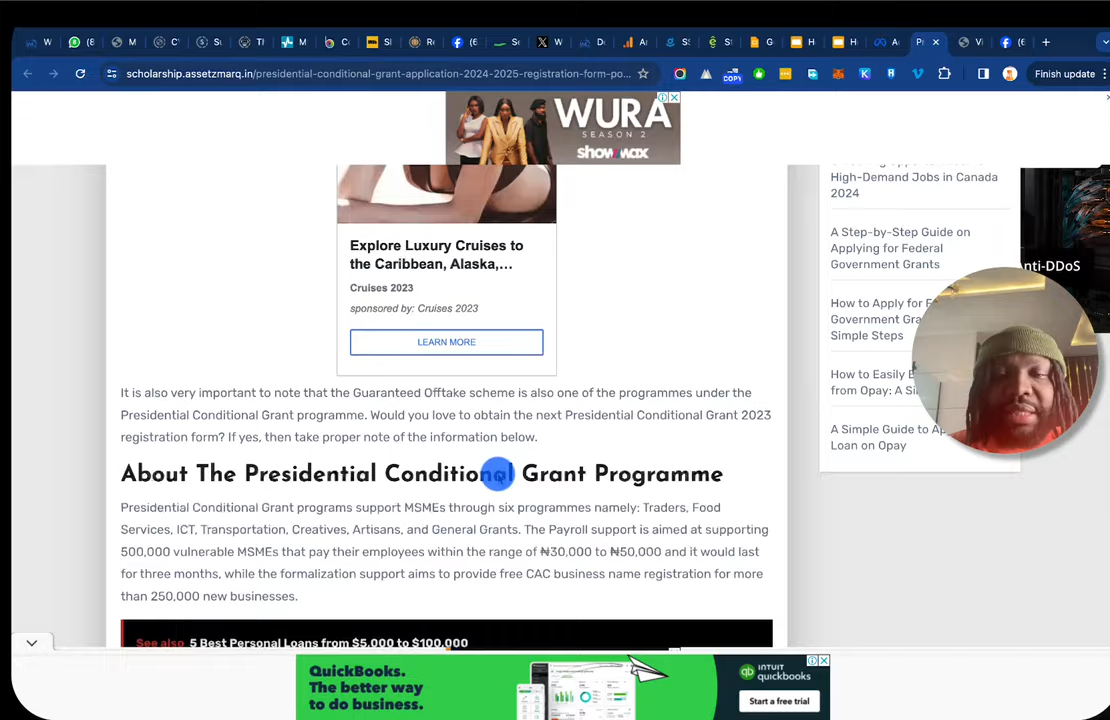 W
(8
M
C'
S
Tl
M
C
Sl
R
(6
S
W
D
A
S
S
G
H
H
A
P
V
(6
scholarship.assetzmarq.in/presidential-conditional-grant-application-2024-2025-registration-form-po...
COPY
Finish update
WURA
SEASON 2
showmax
High-Demand Jobs in Canada
2024
A Step-by-Step Guide on
Applying for Federal
Government Grants
nti-DDoS
How to Apply for F
Government Gra
Simple Steps
How to Easily
from Opay: A Si
A Simple Guide to Ap
Loan on Opay
Explore Luxury Cruises to
the Caribbean, Alaska,...
Cruises 2023
sponsored by: Cruises 2023
LEARN MORE
It is also very important to note that the Guaranteed Offtake scheme is also one of the programmes under the
Presidential Conditional Grant programme. Would you love to obtain the next Presidential Conditional Grant 2023
registration form? If yes, then take proper note of the information below.
About The Presidential Conditional Grant Programme
Presidential Conditional Grant programs support MSMEs through six programmes namely: Traders, Food
Services, ICT, Transportation, Creatives, Artisans, and General Grants. The Payroll support is aimed at supporting
500,000 vulnerable MSMEs that pay their employees within the range of ₦30,000 to ₦50,000 and it would last
for three months, while the formalization support aims to provide free CAC business name registration for more
than 250,000 new businesses.
See also 5 Best Personal Loans from $5,000 to $100,000
QuickBooks.
The better way
to do business.
INTUIT
quickbooks
Start a free trial